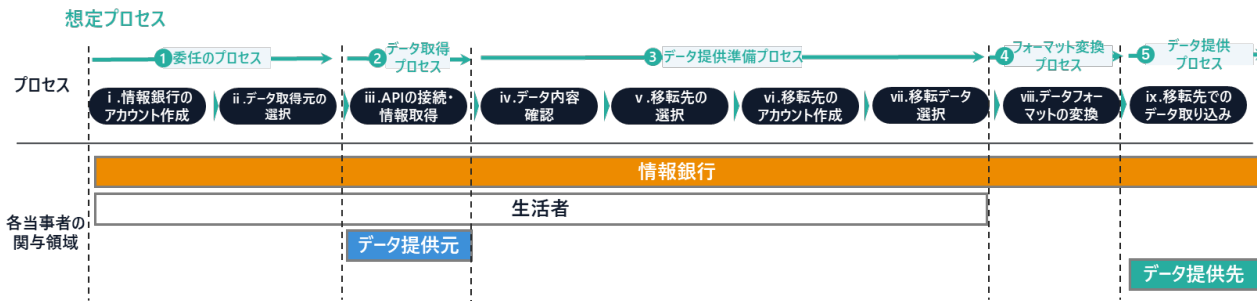 想定プロセス
①委任のプロセス
②データ取得
プロセス
③データ提供準備プロセス
④フォーマット変換
プロセス
⑤データ提供
プロセス
プロセス
ⅰ.情報銀行の
アカウント作成
ⅱ.データ取得元の
選択
ⅲ.APIの接続・
情報取得
ⅳ.データ内容
確認
ⅴ.移転先の
選択
ⅵ.移転先の
アカウント作成
ⅶ.移転データ
選択
ⅷ.データフォー
マットの変換
ⅸ.移転先での
データ取り込み
各当事者の
関与領域
情報銀行
生活者
データ提供元
データ提供先